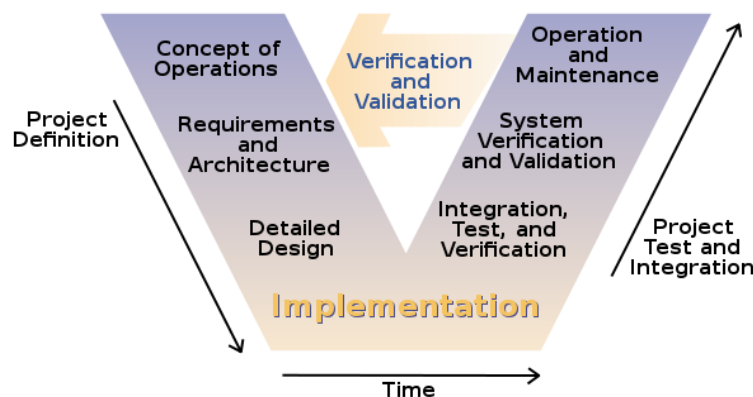 Concept of
Operations
Verification
and
Validation
Operation
and
Maintenance
Project
Definition
Requirements
and
Architecture
System
Verification
and Validation
Detailed
Design
Integration,
Test, and
Verification
Project
Test and
Integration
Implementation
Time